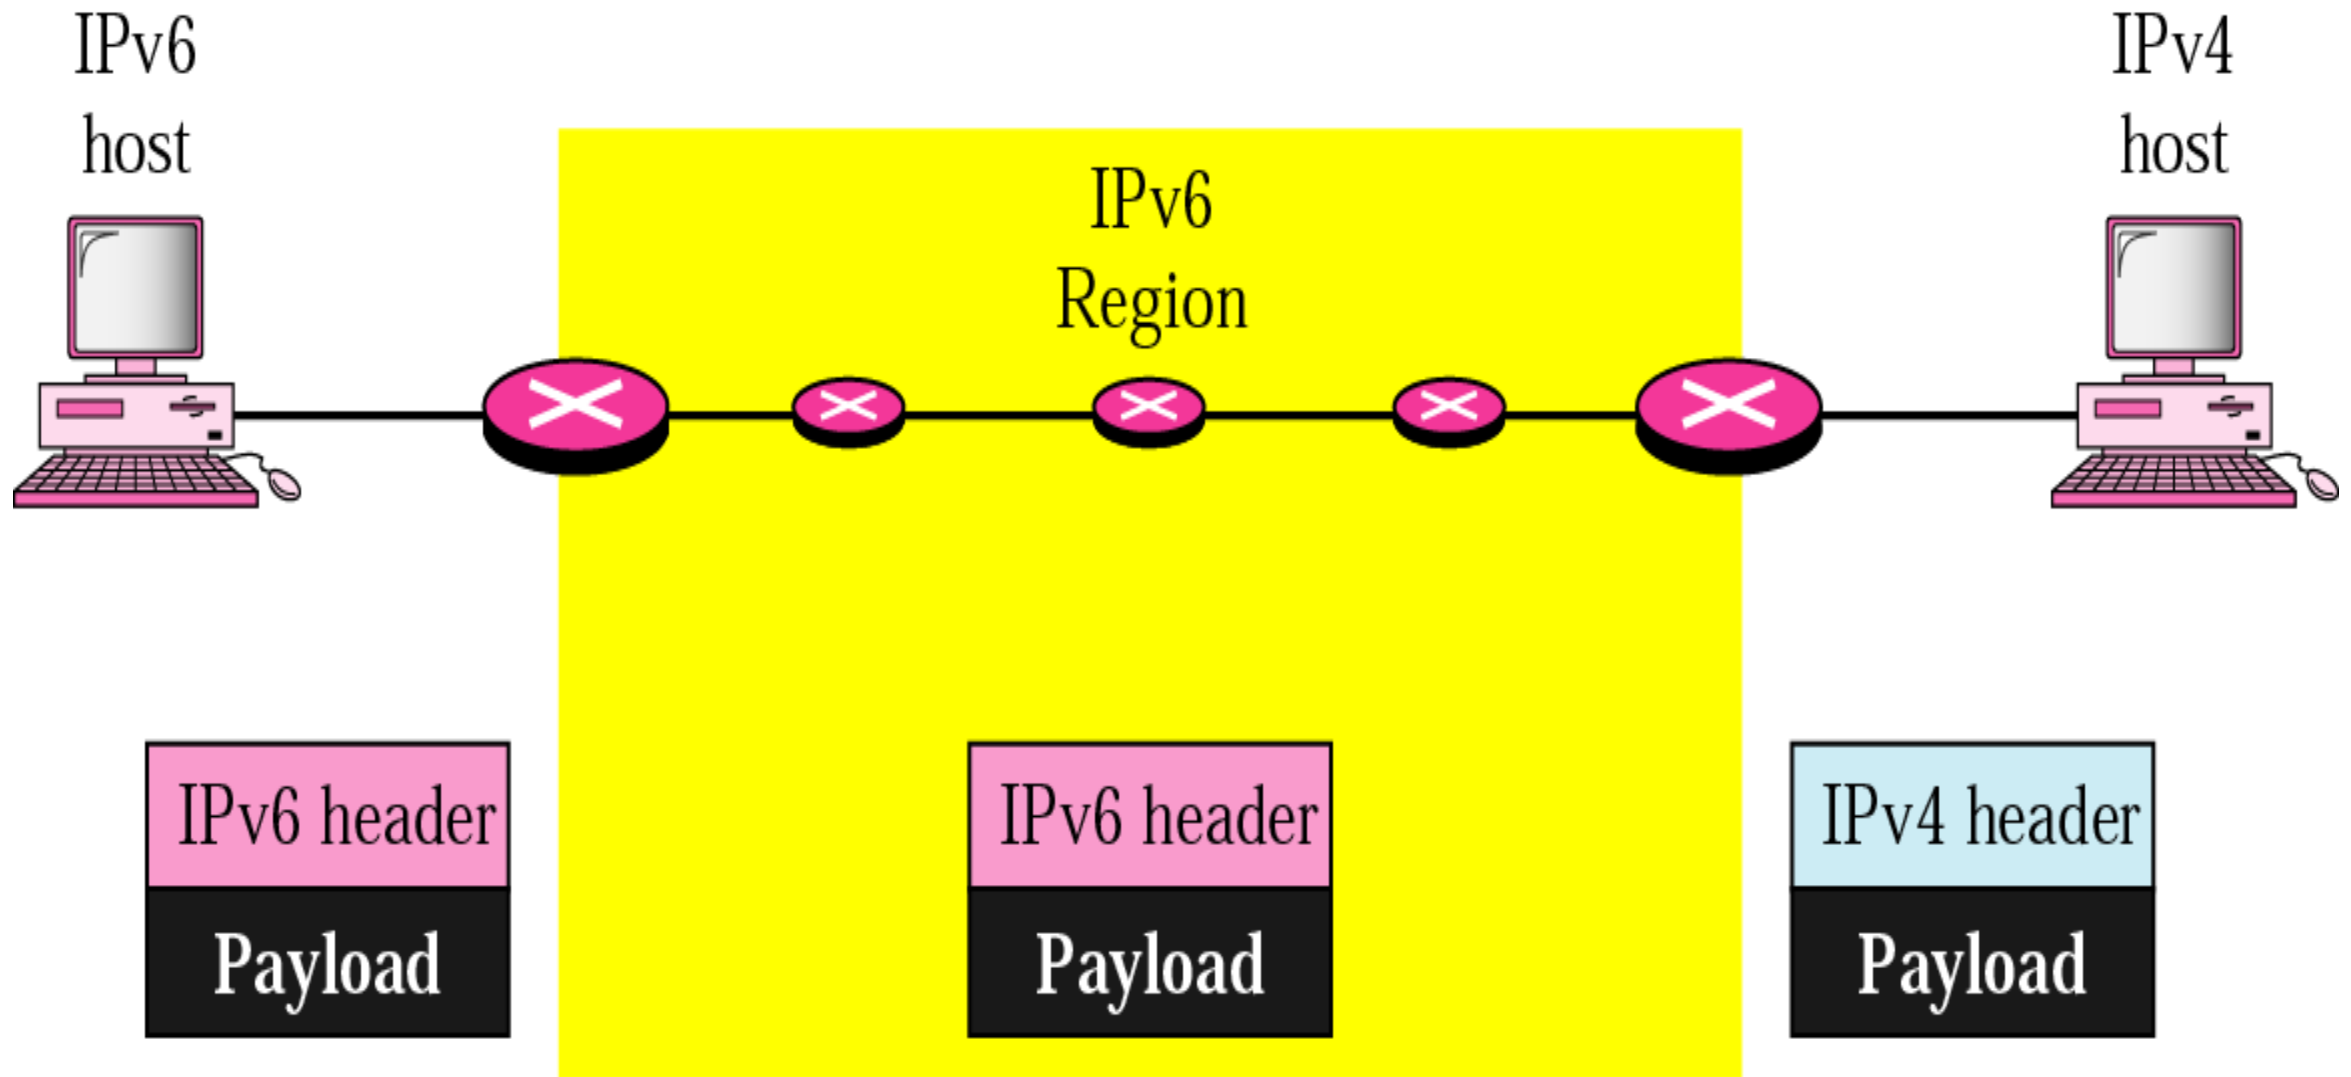 IPv6
host
IPv4
host
IPv6
Region
IPv6 header
Payload
IPv6 header
Payload
IPv4 header
Payload